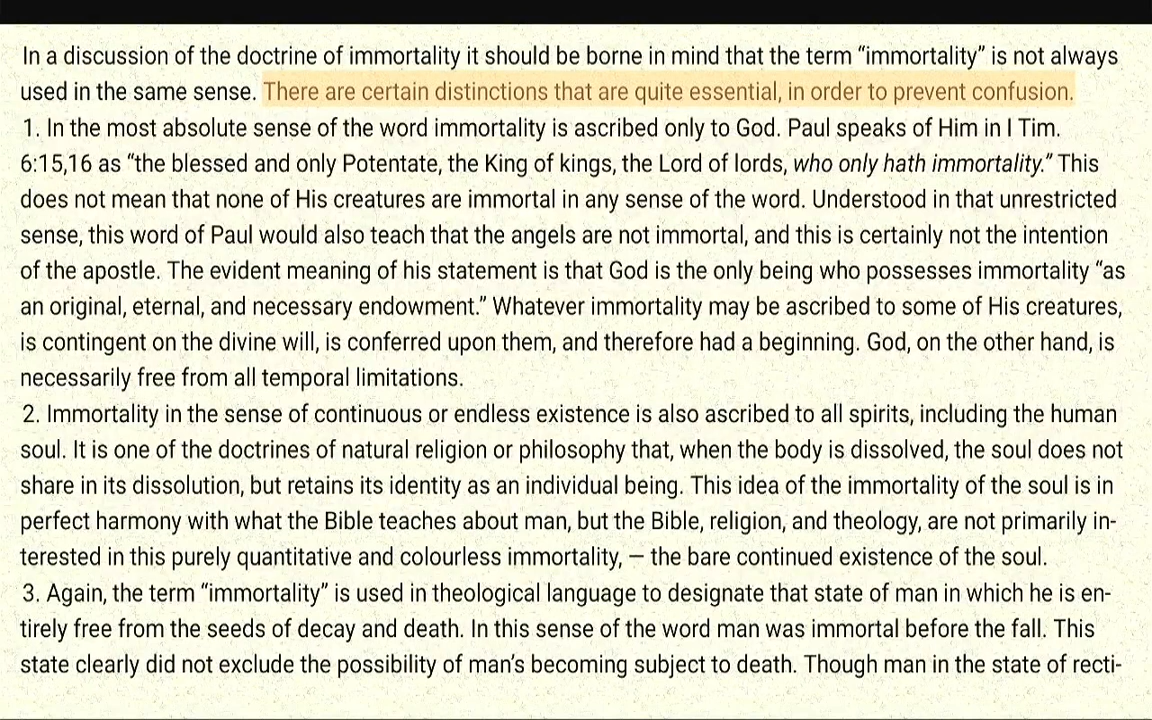 In a discussion of the doctrine of immortality it should be borne in mind that the term “immortality” is not always
used in the same sense. There are certain distinctions that are quite essential, in order to prevent confusion.
1. In the most absolute sense of the word immortality is ascribed only to God. Paul speaks of Him in I Tim.
6:15,16 as “the blessed and only Potentate, the King of kings, the Lord of lords, who only hath immortality.” This
does not mean that none of His creatures are immortal in any sense of the word. Understood in that unrestricted
sense, this word of Paul would also teach that the angels are not immortal, and this is certainly not the intention
of the apostle. The evident meaning of his statement is that God is the only being who possesses immortality “as
an original, eternal, and necessary endowment.” Whatever immortality may be ascribed to some of His creatures,
is contingent on the divine will, is conferred upon them, and therefore had a beginning. God, on the other hand, is
necessarily free from all temporal limitations.
2. Immortality in the sense of continuous or endless existence is also ascribed to all spirits, including the human
soul. It is one of the doctrines of natural religion or philosophy that, when the body is dissolved, the soul does not
share in its dissolution, but retains its identity as an individual being. This idea of the immortality of the soul is in
perfect harmony with what the Bible teaches about man, but the Bible, religion, and theology, are not primarily in-
terested in this purely quantitative and colourless immortality, — the bare continued existence of the soul.
3. Again, the term “immortality” is used in theological language to designate that state of man in which he is en-
tirely free from the seeds of decay and death. In this sense of the word man was immortal before the fall. This
state clearly did not exclude the possibility of man’s becoming subject to death. Though man in the state of recti-